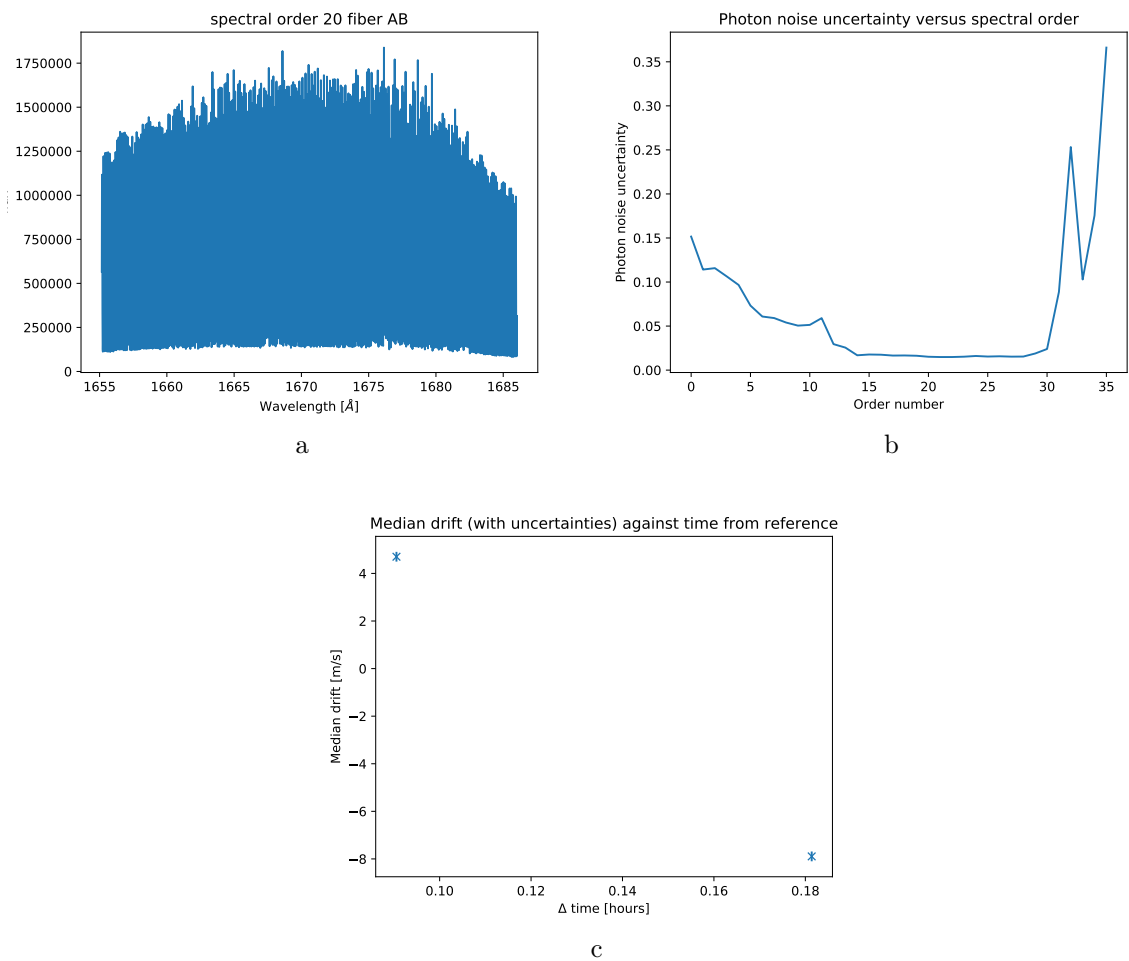 spectral order 20 fiber AB
1750000
1500000
1250000
1000000
750000
500000
250000
0
1655 1660 1665 1670 1675 1680 1685
Wavelength [Å]
a
Photon noise uncertainty versus spectral order
Photon noise uncertainty
0.35
0.30
0.25
0.20
0.15
0.10
0.05
0.00
0 5 10 15 20 25 30 35
Order number
b
Median drift (with uncertainties) against time from reference
Median drift [m/s]
4
2
0
−2
−4
−6
−8
0.10 0.12 0.14 0.16 0.18
Δ time [hours]
c